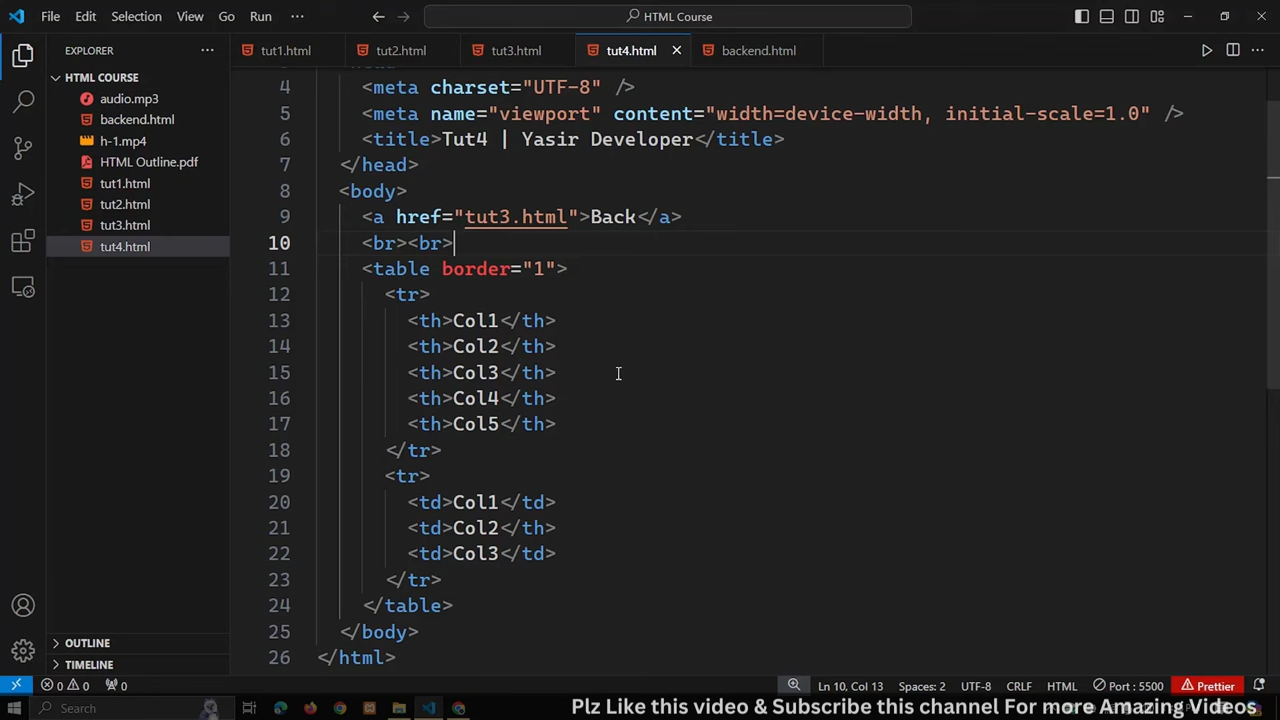 File Edit Selection View Go Run ··· HTML Course
EXPLORER ···
HTML COURSE
audio.mp3
backend.html
h-1.mp4
HTML Outline.pdf
tut1.html
tut2.html
tut3.html
tut4.html
OUTLINE
TIMELINE
tut1.html tut2.html tut3.html tut4.html backend.html
4 <meta charset="UTF-8" />
5 <meta name="viewport" content="width=device-width, initial-scale=1.0" />
6 <title>Tut4 | Yasir Developer</title>
7 </head>
8 <body>
9 <a href="tut3.html">Back</a>
10 <br><br>
11 <table border="1">
12 <tr>
13 <th>Col1</th>
14 <th>Col2</th>
15 <th>Col3</th>
16 <th>Col4</th>
17 <th>Col5</th>
18 </tr>
19 <tr>
20 <td>Col1</td>
21 <td>Col2</th>
22 <td>Col3</td>
23 </tr>
24 </table>
25 </body>
26 </html>
0 0 0 Ln 10, Col 13 Spaces: 2 UTF-8 CRLF HTML Port : 5500 Prettier
Search
Plz Like this video & Subscribe this channel For more Amazing Videos